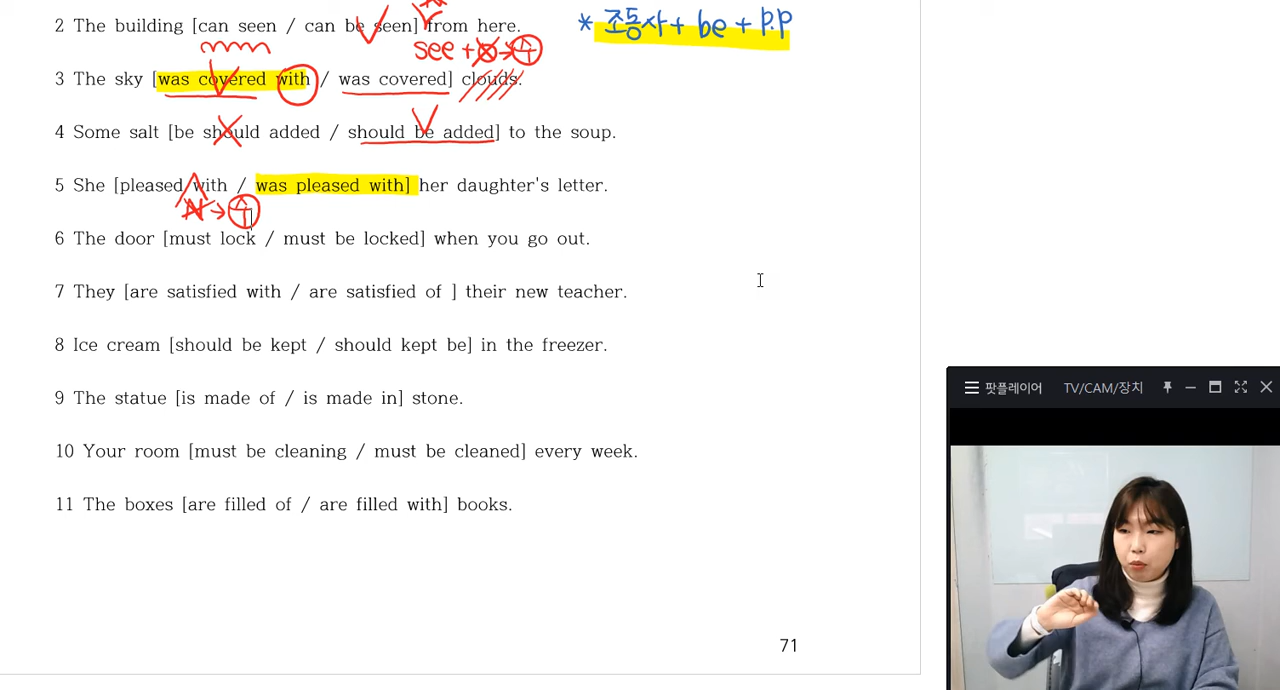 2 The building [can seen / can be seen] from here.
* 조동사 + be + P.P
see +
3 The sky [was covered with / was covered] clouds.
4 Some salt [be should added / should be added] to the soup.
5 She [pleased with / was pleased with] her daughter's letter.
6 The door [must lock / must be locked] when you go out.
7 They [are satisfied with / are satisfied of ] their new teacher.
8 Ice cream [should be kept / should kept be] in the freezer.
9 The statue [is made of / is made in] stone.
10 Your room [must be cleaning / must be cleaned] every week.
11 The boxes [are filled of / are filled with] books.
71
팟플레이어 TV/CAM/장치